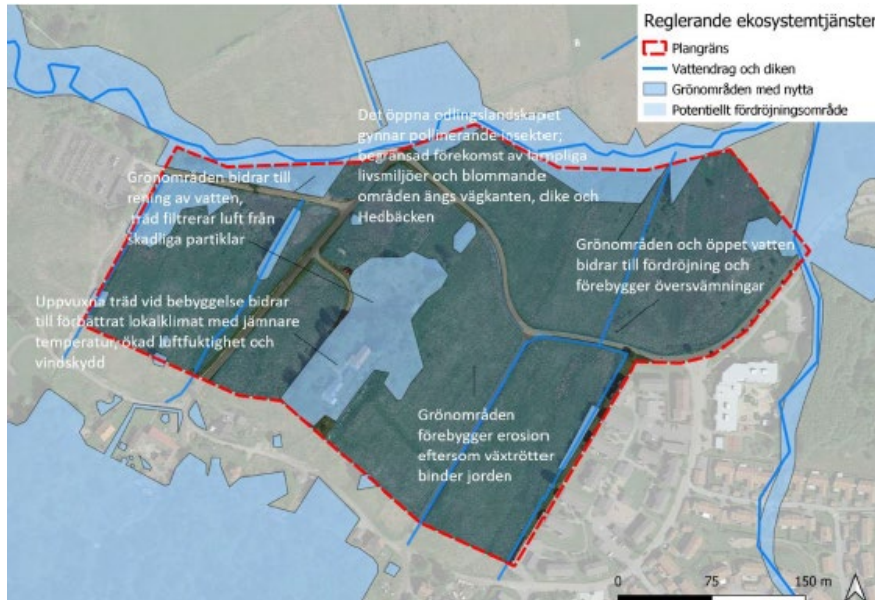 Reglerande ekosystemtjänster
Plangräns
Vattendrag och diken
Grönområden med nytta
Potentiellt fördröjningsområde
Det öppna odlingslandskapet
gynnar pollinerande insekter;
begränsad förekomst av lämpliga
livsmiljöer och blommande
områden ängs vägkanten, dike och
Hedbäcken
Grönområden bidrar till
rening av vatten,
träd filtrerar luft från
skadliga partiklar
Grönområden och öppet vatten
bidrar till fördröjning och
förebygger översvämningar
Uppvuxna träd vid bebyggelse bidrar
till förbättrat lokalklimat med jämnare
temperatur, ökad luftfuktighet och
vindskydd
Grönområden
förebygger erosion
eftersom växtrötter
binder jorden
0 75 150 m